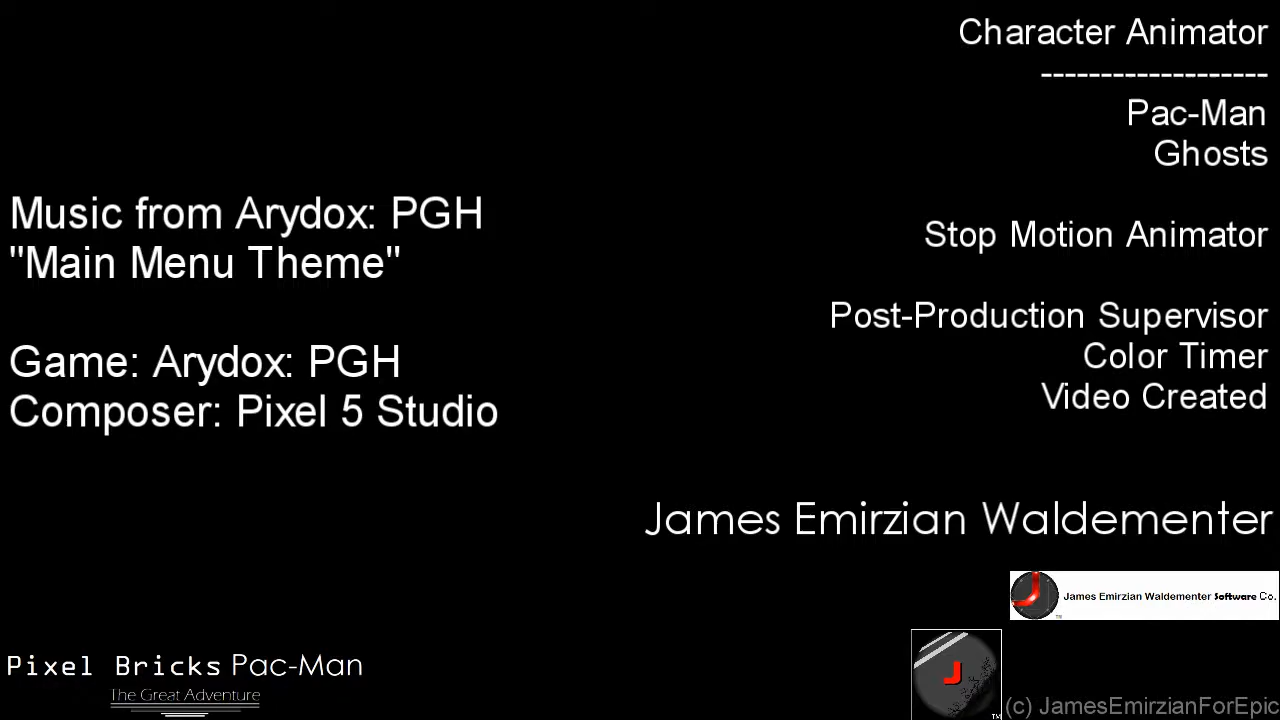 Character Animator
-------------------
Pac-Man
Ghosts
Stop Motion Animator
Post-Production Supervisor
Color Timer
Video Created
Music from Arydox: PGH
"Main Menu Theme"
Game: Arydox: PGH
Composer: Pixel 5 Studio
James Emirzian Waldementer
J James Emirzian Waldementer Software Co.
TM
Pixel Bricks Pac-Man
The Great Adventure
J
TM
(c) JamesEmirzianForEpic